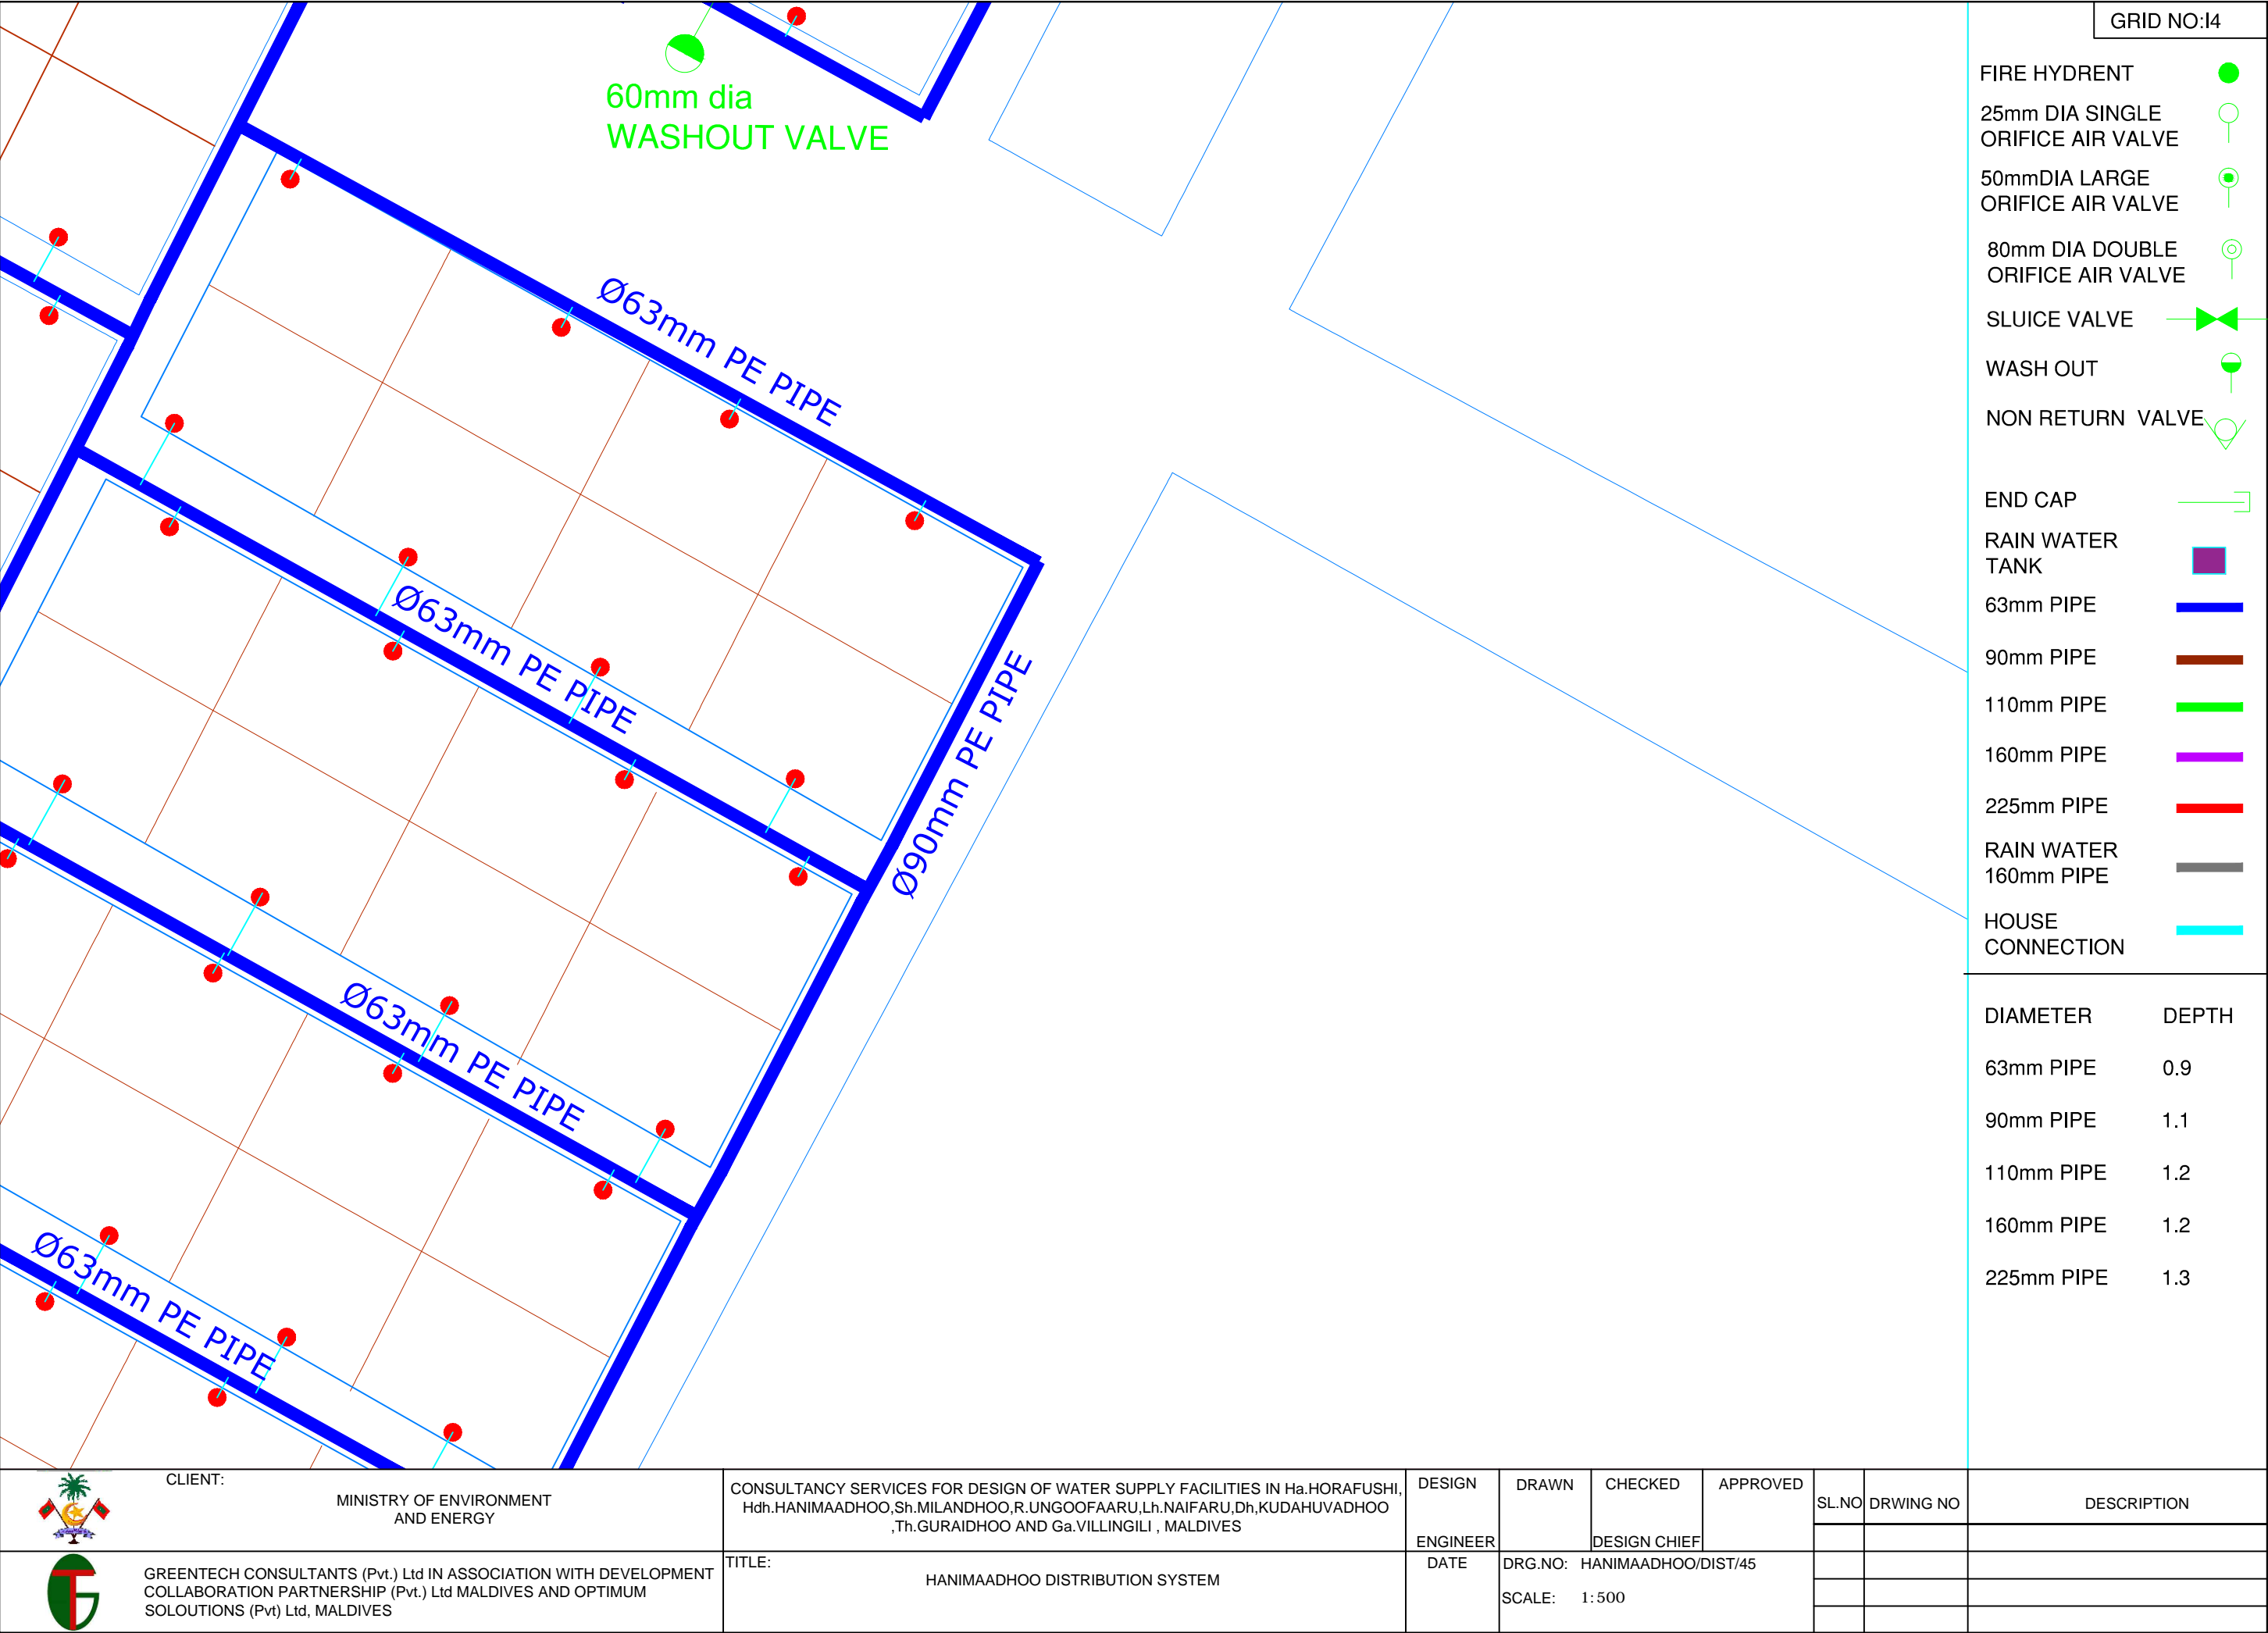 60mm dia
WASHOUT VALVE
Ø63mm PE PIPE
Ø63mm PE PIPE
Ø90mm PE PIPE
Ø63mm PE PIPE
Ø63mm PE PIPE
GRID NO:I4
FIRE HYDRENT
25mm DIA SINGLE
ORIFICE AIR VALVE
50mmDIA LARGE
ORIFICE AIR VALVE
80mm DIA DOUBLE
ORIFICE AIR VALVE
SLUICE VALVE
WASH OUT
NON RETURN VALVE
END CAP
RAIN WATER
TANK
63mm PIPE
90mm PIPE
110mm PIPE
160mm PIPE
225mm PIPE
RAIN WATER
160mm PIPE
HOUSE
CONNECTION
DIAMETER DEPTH
63mm PIPE 0.9
90mm PIPE 1.1
110mm PIPE 1.2
160mm PIPE 1.2
225mm PIPE 1.3
CLIENT:
MINISTRY OF ENVIRONMENT
AND ENERGY
GREENTECH CONSULTANTS (Pvt.) Ltd IN ASSOCIATION WITH DEVELOPMENT
COLLABORATION PARTNERSHIP (Pvt.) Ltd MALDIVES AND OPTIMUM
SOLOUTIONS (Pvt) Ltd, MALDIVES
CONSULTANCY SERVICES FOR DESIGN OF WATER SUPPLY FACILITIES IN Ha.HORAFUSHI,
Hdh.HANIMAADHOO,Sh.MILANDHOO,R.UNGOOFAARU,Lh.NAIFARU,Dh,KUDAHUVADHOO
,Th.GURAIDHOO AND Ga.VILLINGILI , MALDIVES
TITLE:
HANIMAADHOO DISTRIBUTION SYSTEM
DESIGN
ENGINEER
DRAWN
CHECKED
DESIGN CHIEF
APPROVED
DATE
DRG.NO: HANIMAADHOO/DIST/45
SCALE: 1:500
SL.NO DRWING NO DESCRIPTION